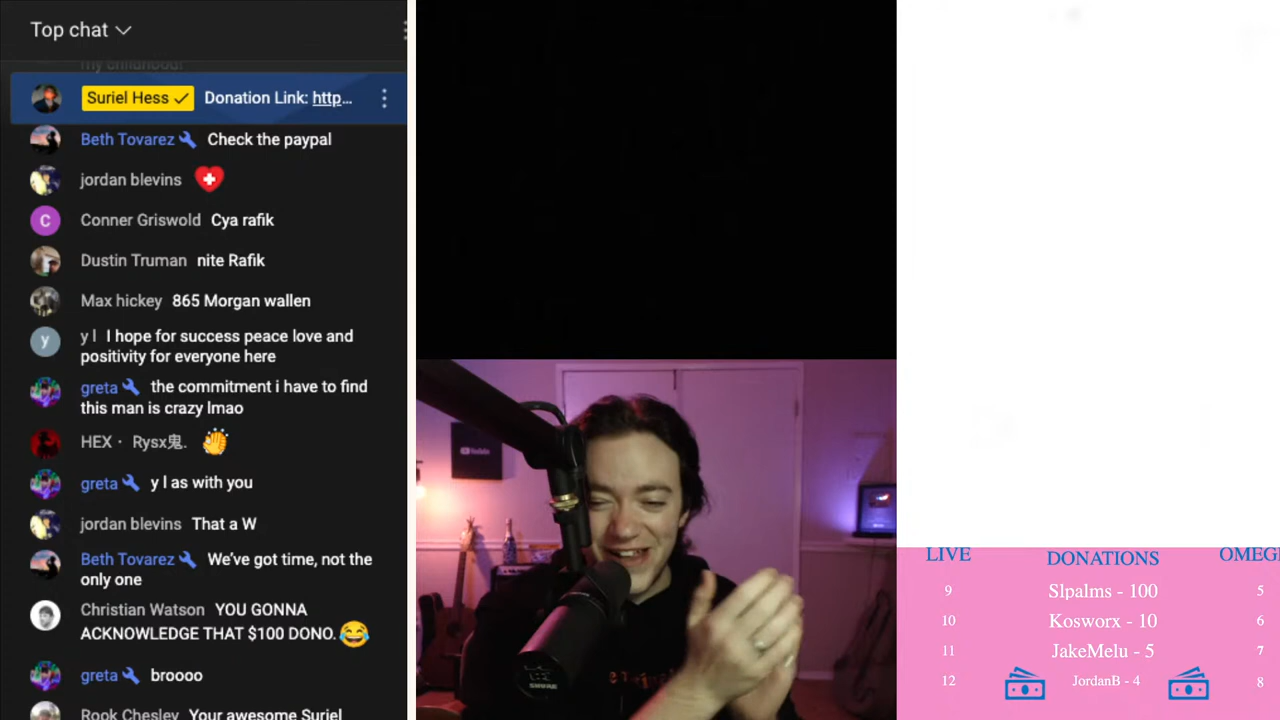 Top chat
my childhood!
Suriel Hess Donation Link: http...
Beth Tovarez Check the paypal
jordan blevins
C
Conner Griswold Cya rafik
Dustin Truman nite Rafik
Max hickey 865 Morgan wallen
y
y l I hope for success peace love and
positivity for everyone here
greta the commitment i have to find
this man is crazy lmao
HEX · Rysx鬼.
greta y l as with you
jordan blevins That a W
Beth Tovarez We've got time, not the
only one
Christian Watson YOU GONNA
ACKNOWLEDGE THAT $100 DONO.
greta broooo
Rook Chesley Your awesome Suriel
YouTube
SHURE
LIVE
9
10
11
12
DONATIONS
Slpalms - 100
Kosworx - 10
JakeMelu - 5
JordanB - 4
OMEG
5
6
7
8